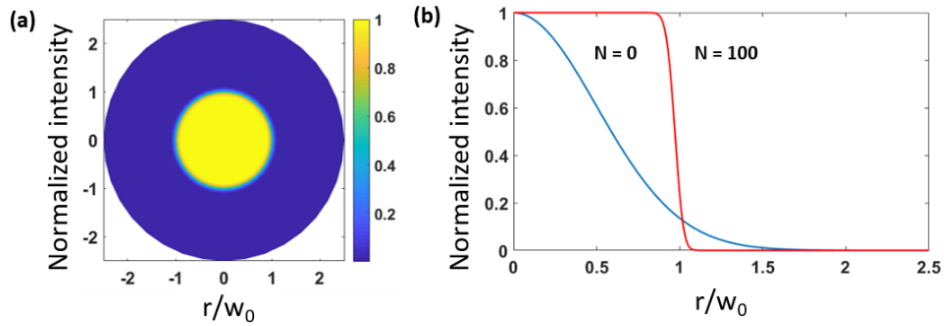 (a)
Normalized intensity
2
1
0
-1
-2
-2 -1 0 1 2
r/w0
1
0.8
0.6
0.4
0.2
(b)
Normalized intensity
1
0.8
0.6
0.4
0.2
0
N = 0
N = 100
0 0.5 1 1.5 2 2.5
r/w0